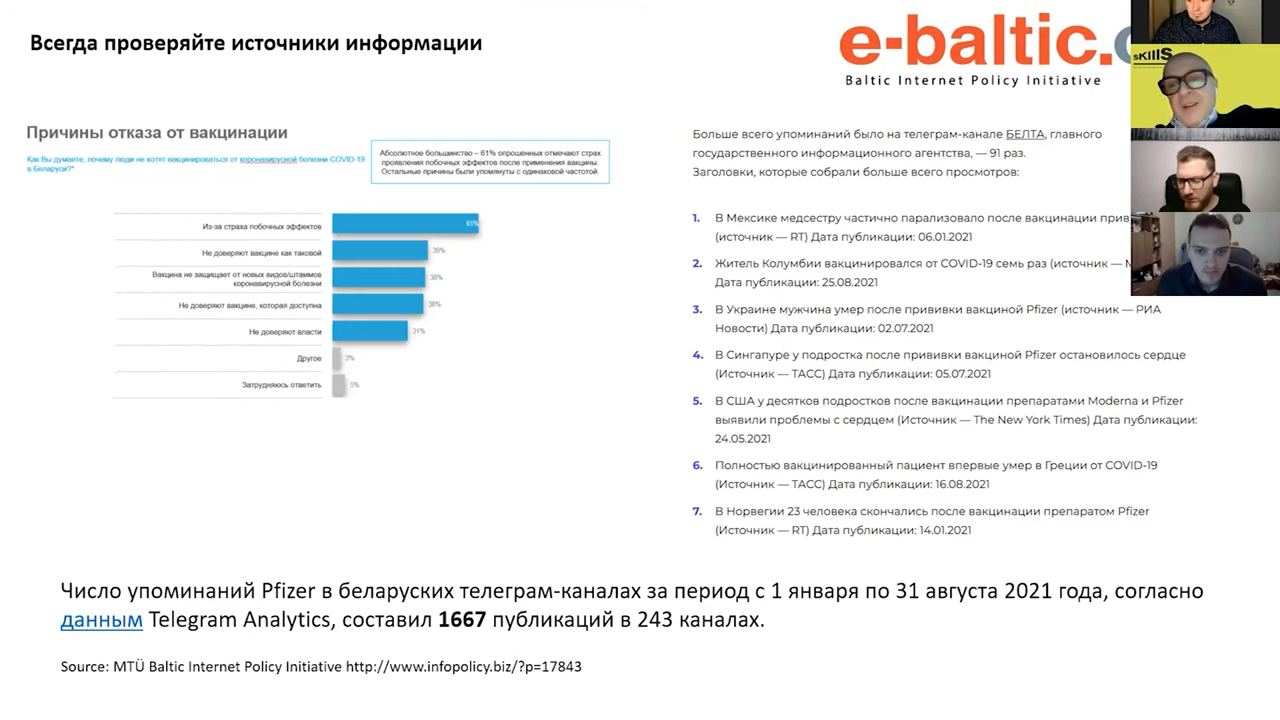 Всегда проверяйте источники информации
e-baltic.
Baltic Internet Policy Initiative
sKillS
Причины отказа от вакцинации
Как Вы думаете, почему люди не хотят вакцинироваться от коронавирусной болезни COVID-19
в Беларуси?*
Абсолютное большинство – 61% опрошенных отмечают страх
проявления побочных эффектов после применения вакцины.
Остальные причины были упомянуты с одинаковой частотой.
Из-за страха побочных эффектов 61%
Не доверяют вакцине как таковой 39%
Вакцина не защищает от новых видов/штаммов
коронавирусной болезни 38%
Не доверяют вакцине, которая доступна 38%
Не доверяют власти 31%
Другое 3%
Затрудняюсь ответить 5%
Больше всего упоминаний было на телеграм-канале БЕЛТА, главного
государственного информационного агентства, — 91 раз.
Заголовки, которые собрали больше всего просмотров:
1. В Мексике медсестру частично парализовало после вакцинации
(источник — RT) Дата публикации: 06.01.2021
2. Житель Колумбии вакцинировался от COVID-19 семь раз (источник —
Дата публикации: 25.08.2021
3. В Украине мужчина умер после прививки вакциной Pfizer (источник — РИА
Новости) Дата публикации: 02.07.2021
4. В Сингапуре у подростка после прививки вакциной Pfizer остановилось сердце
(Источник — ТАСС) Дата публикации: 05.07.2021
5. В США у десятков подростков после вакцинации препаратами Moderna и Pfizer
выявили проблемы с сердцем (Источник — The New York Times) Дата публикации:
24.05.2021
6. Полностью вакцинированный пациент впервые умер в Греции от COVID-19
(Источник — ТАСС) Дата публикации: 16.08.2021
7. В Норвегии 23 человека скончались после вакцинации препаратом Pfizer
(Источник — RT) Дата публикации: 14.01.2021
Число упоминаний Pfizer в беларуских телеграм-каналах за период с 1 января по 31 августа 2021 года, согласно
данным Telegram Analytics, составил 1667 публикаций в 243 каналах.
Source: MTÜ Baltic Internet Policy Initiative http://www.infopolicy.biz/?p=17843